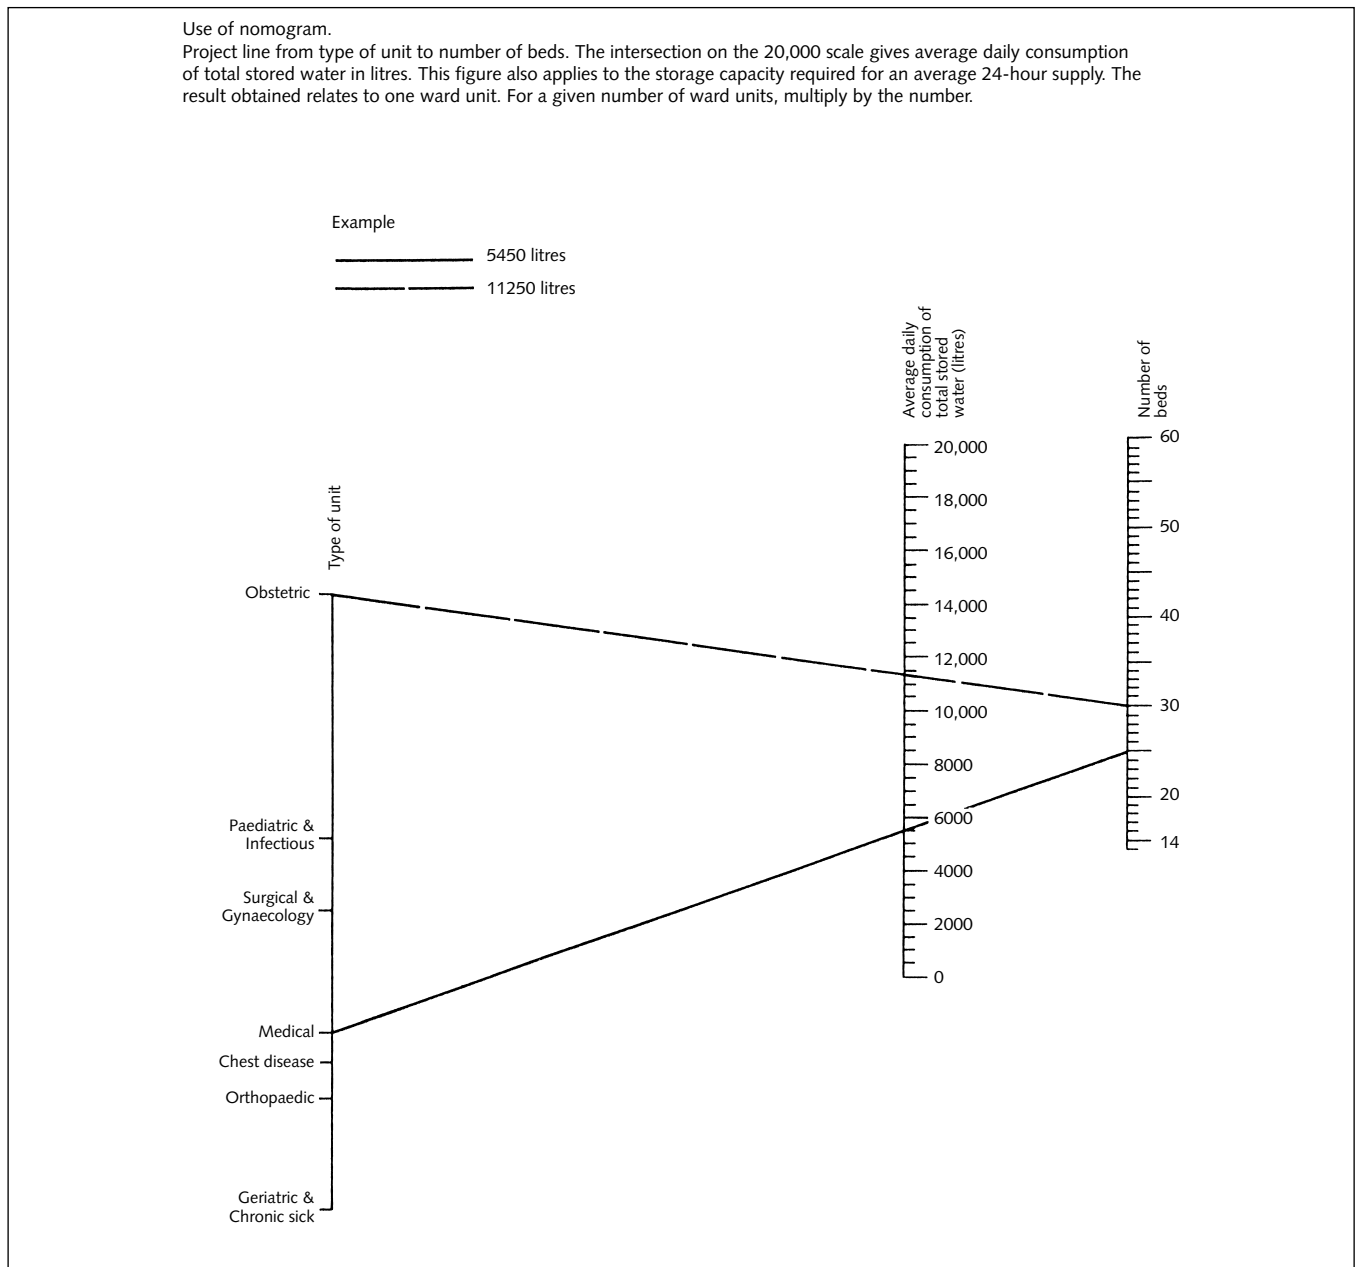 Use of nomogram.
Project line from type of unit to number of beds. The intersection on the 20,000 scale gives average daily consumption
of total stored water in litres. This figure also applies to the storage capacity required for an average 24-hour supply. The
result obtained relates to one ward unit. For a given number of ward units, multiply by the number.
Example
5450 litres
11250 litres
Type of unit
Obstetric
Paediatric &
Infectious
Surgical &
Gynaecology
Medical
Chest disease
Orthopaedic
Geriatric &
Chronic sick
Average daily
consumption of
total stored
water (litres)
20,000
18,000
16,000
14,000
12,000
10,000
8000
6000
4000
2000
0
Number of
beds
60
50
40
30
20
14